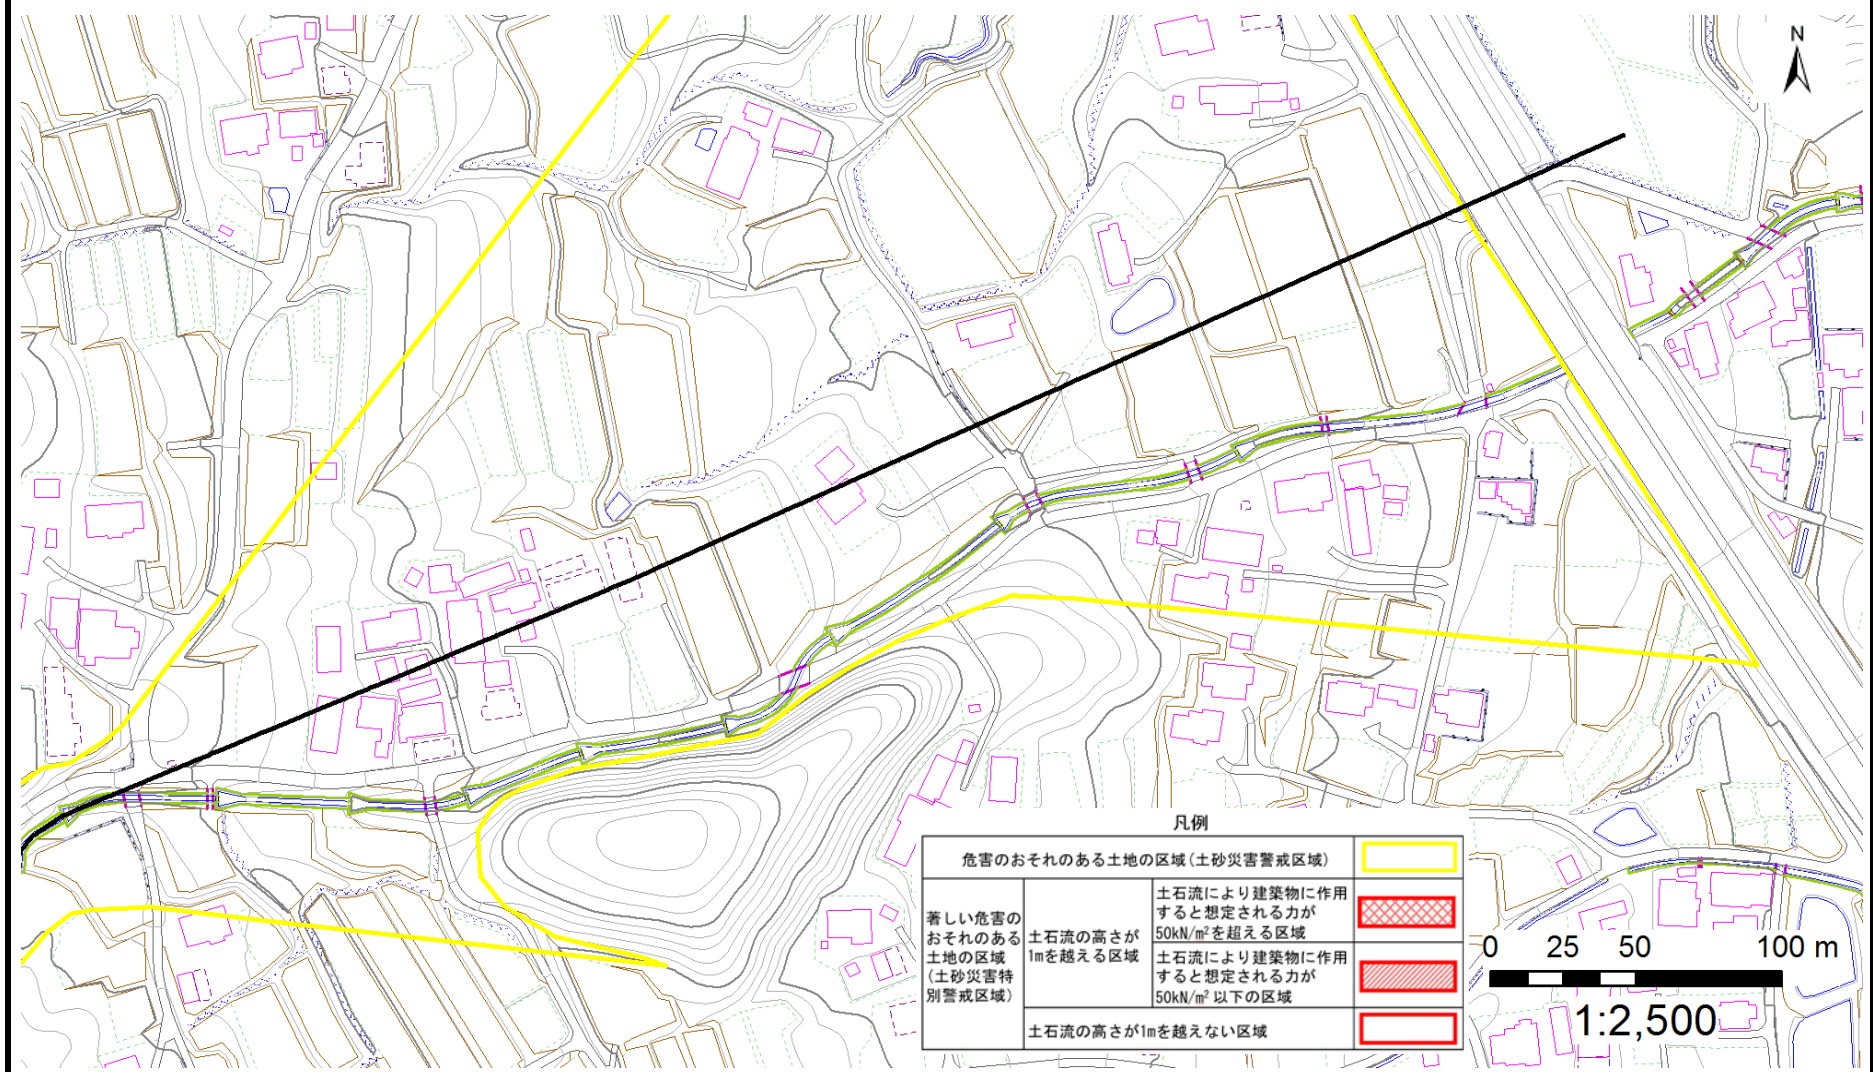 N
凡例
危害のおそれのある土地の区域(土砂災害警戒区域)
著しい危害の
おそれのある
土地の区域
(土砂災害特
別警戒区域)
土石流の高さが
1mを越える区域
土石流により建築物に作用
すると想定される力が
50kN/㎡を超える区域
土石流により建築物に作用
すると想定される力が
50kN/㎡以下の区域
土石流の高さが1mを越えない区域
0 25 50 100 m
1:2,500